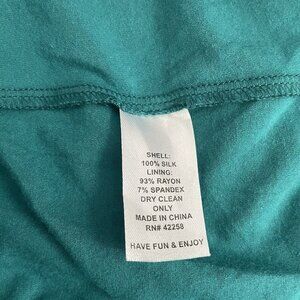 SHELL:
100% SILK
LINING:
93% RAYON
7% SPANDEX
DRY CLEAN
ONLY
MADE IN CHINA
RN# 42258
HAVE FUN & ENJOY